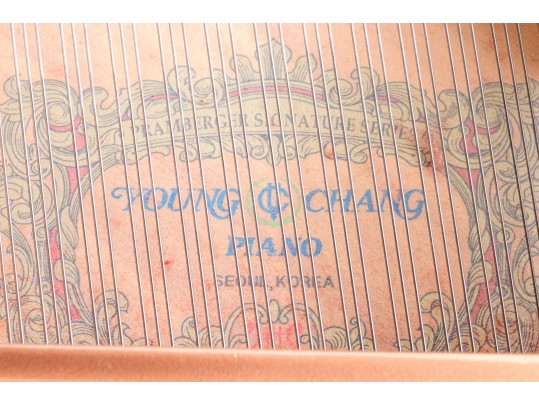 PRAMBERGER SIGNATURE SERIES
YOUNG CHANG
PIANO
SEOUL, KOREA